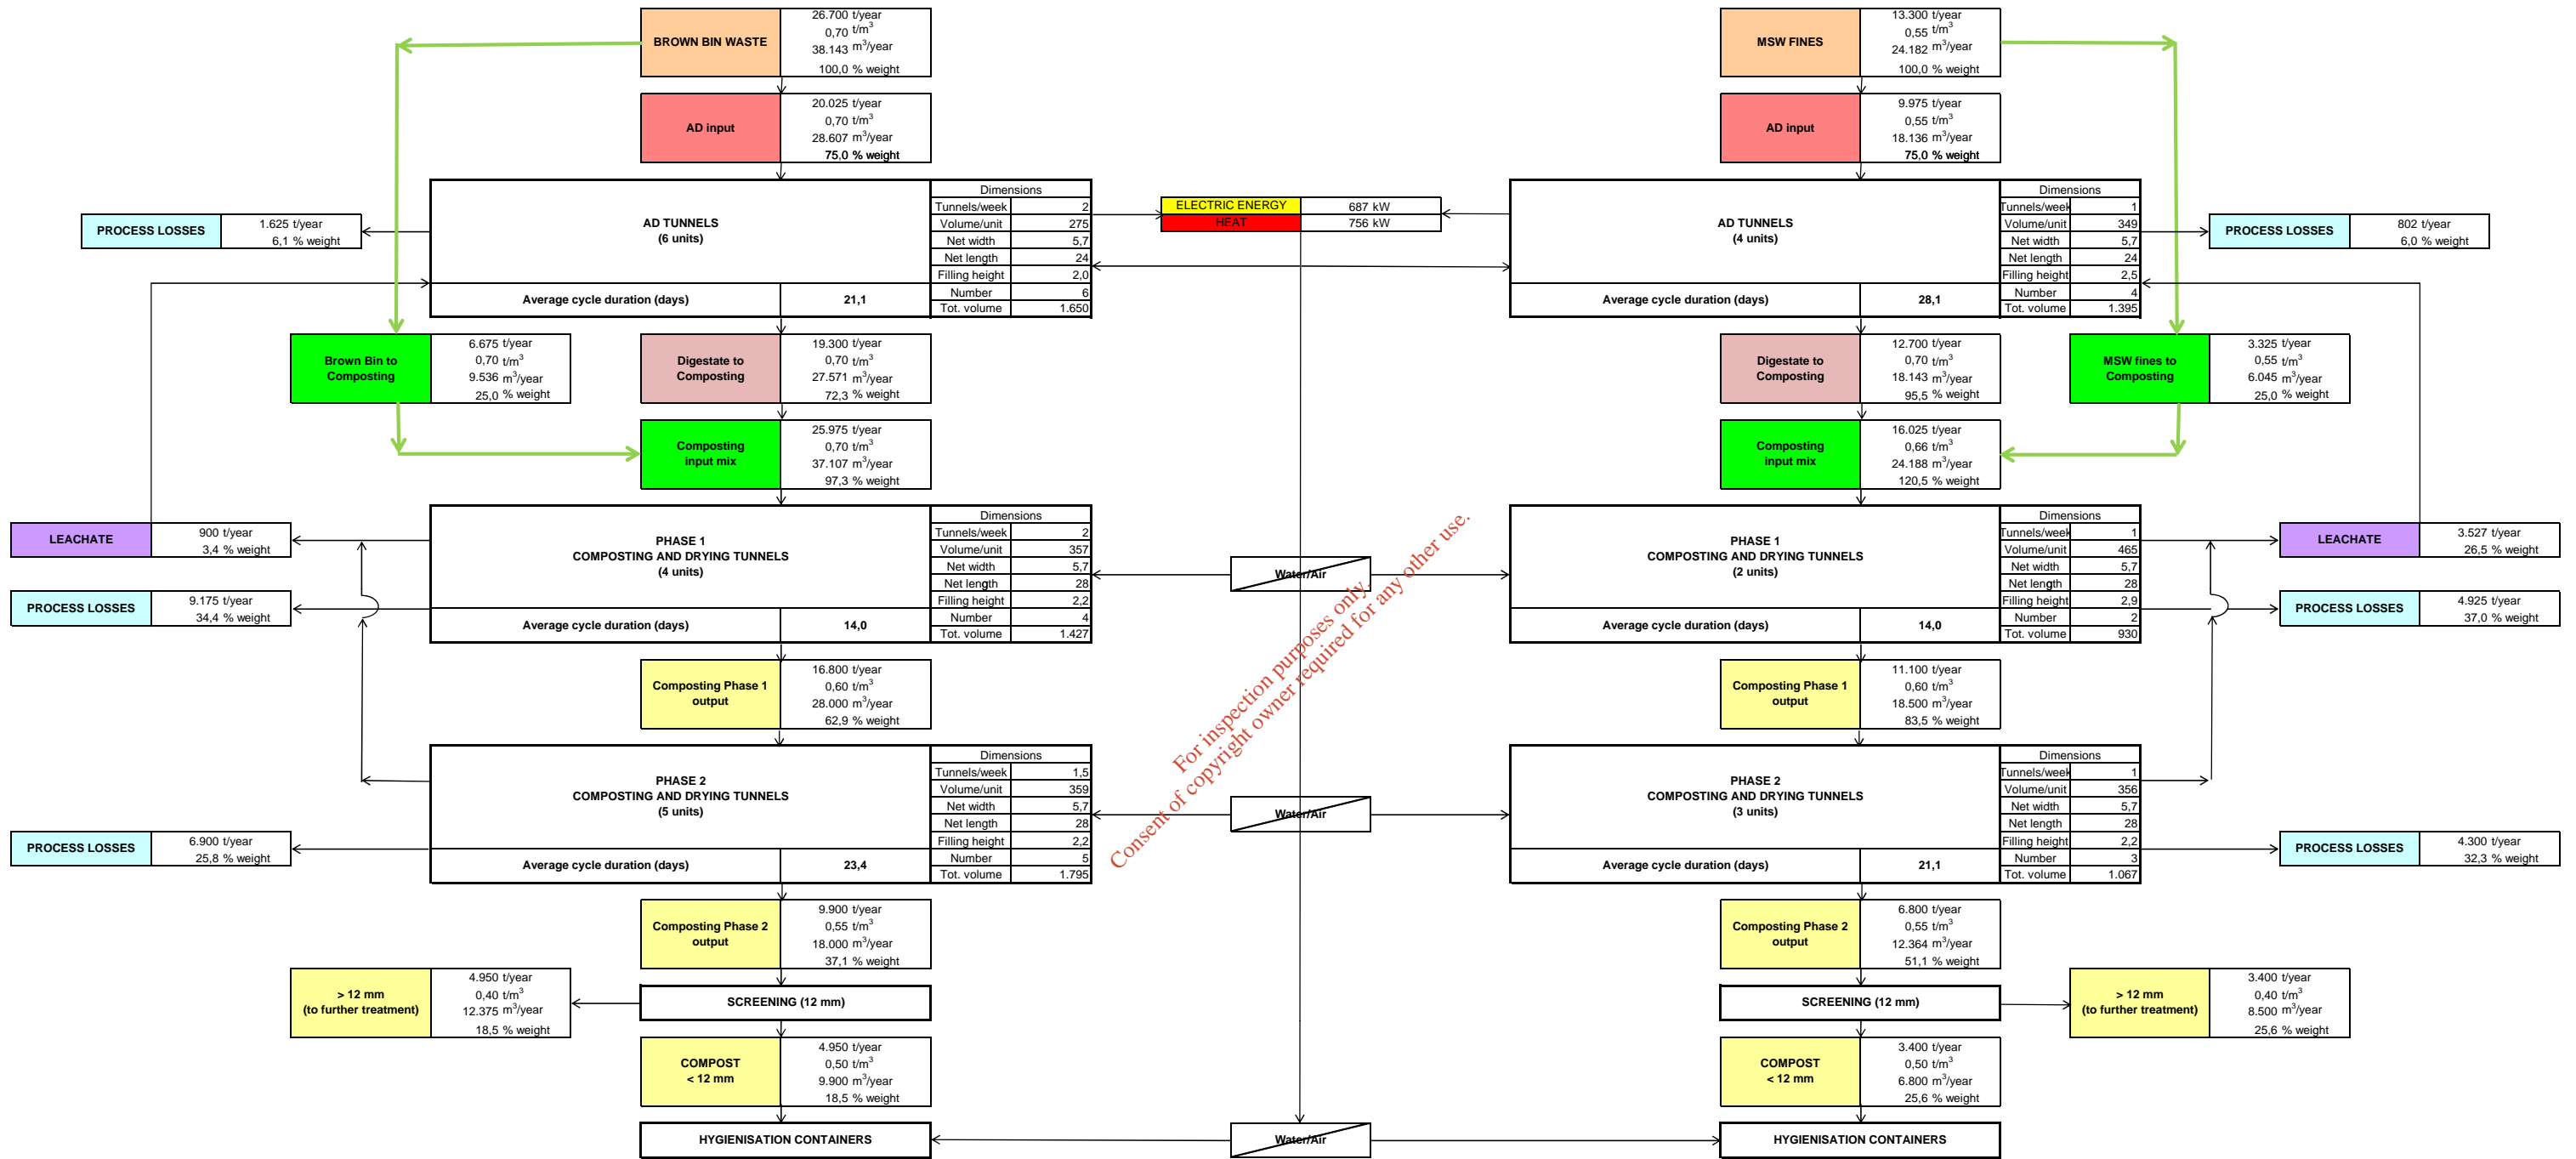 BROWN BIN WASTE
26.700 t/year
0,70 t/m³
38.143 m³/year
100,0 % weight
AD input
20.025 t/year
0,70 t/m³
28.607 m³/year
75,0 % weight
AD TUNNELS
(6 units)
Average cycle duration (days) 21,1
Dimensions
Tunnels/week 2
Volume/unit 275
Net width 5,7
Net length 24
Filling height 2,0
Number 6
Tot. volume 1.650
PROCESS LOSSES
1.625 t/year
6,1 % weight
Brown Bin to
Composting
6.675 t/year
0,70 t/m³
9.536 m³/year
25,0 % weight
Digestate to
Composting
19.300 t/year
0,70 t/m³
27.571 m³/year
72,3 % weight
Composting
input mix
25.975 t/year
0,70 t/m³
37.107 m³/year
97,3 % weight
LEACHATE
900 t/year
3,4 % weight
PROCESS LOSSES
9.175 t/year
34,4 % weight
PHASE 1
COMPOSTING AND DRYING TUNNELS
(4 units)
Average cycle duration (days) 14,0
Dimensions
Tunnels/week 2
Volume/unit 357
Net width 5,7
Net length 28
Filling height 2,2
Number 4
Tot. volume 1.427
Composting Phase 1
output
16.800 t/year
0,60 t/m³
28.000 m³/year
62,9 % weight
PHASE 2
COMPOSTING AND DRYING TUNNELS
(5 units)
Average cycle duration (days) 23,4
Dimensions
Tunnels/week 1,5
Volume/unit 359
Net width 5,7
Net length 28
Filling height 2,2
Number 5
Tot. volume 1.795
PROCESS LOSSES
6.900 t/year
25,8 % weight
Composting Phase 2
output
9.900 t/year
0,55 t/m³
18.000 m³/year
37,1 % weight
> 12 mm
(to further treatment)
4.950 t/year
0,40 t/m³
12.375 m³/year
18,5 % weight
SCREENING (12 mm)
COMPOST
< 12 mm
4.950 t/year
0,50 t/m³
9.900 m³/year
18,5 % weight
HYGIENISATION CONTAINERS
ELECTRIC ENERGY 687 kW
HEAT 756 kW
Water/Air
Water/Air
Water/Air
For inspection purposes only.
Consent of copyright owner required for any other use.
MSW FINES
13.300 t/year
0,55 t/m³
24.182 m³/year
100,0 % weight
AD input
9.975 t/year
0,55 t/m³
18.136 m³/year
75,0 % weight
AD TUNNELS
(4 units)
Average cycle duration (days) 28,1
Dimensions
Tunnels/week 1
Volume/unit 349
Net width 5,7
Net length 24
Filling height 2,5
Number 4
Tot. volume 1.395
PROCESS LOSSES
802 t/year
6,0 % weight
Digestate to
Composting
12.700 t/year
0,70 t/m³
18.143 m³/year
95,5 % weight
MSW fines to
Composting
3.325 t/year
0,55 t/m³
6.045 m³/year
25,0 % weight
Composting
input mix
16.025 t/year
0,66 t/m³
24.188 m³/year
120,5 % weight
PHASE 1
COMPOSTING AND DRYING TUNNELS
(2 units)
Average cycle duration (days) 14,0
Dimensions
Tunnels/week 1
Volume/unit 465
Net width 5,7
Net length 28
Filling height 2,9
Number 2
Tot. volume 930
LEACHATE
3.527 t/year
26,5 % weight
PROCESS LOSSES
4.925 t/year
37,0 % weight
Composting Phase 1
output
11.100 t/year
0,60 t/m³
18.500 m³/year
83,5 % weight
PHASE 2
COMPOSTING AND DRYING TUNNELS
(3 units)
Average cycle duration (days) 21,1
Dimensions
Tunnels/week 1
Volume/unit 356
Net width 5,7
Net length 28
Filling height 2,2
Number 3
Tot. volume 1.067
PROCESS LOSSES
4.300 t/year
32,3 % weight
Composting Phase 2
output
6.800 t/year
0,55 t/m³
12.364 m³/year
51,1 % weight
SCREENING (12 mm)
> 12 mm
(to further treatment)
3.400 t/year
0,40 t/m³
8.500 m³/year
25,6 % weight
COMPOST
< 12 mm
3.400 t/year
0,50 t/m³
6.800 m³/year
25,6 % weight
HYGIENISATION CONTAINERS